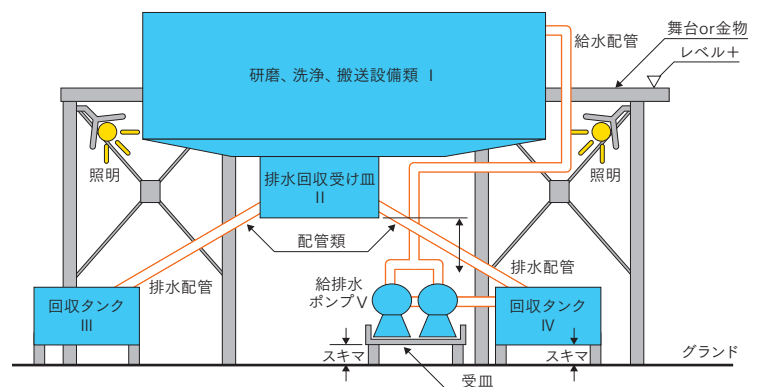 舞台or金物
給水配管
レベル+
研磨、洗浄、搬送設備類 Ⅰ
照明
照明
排水回収受け皿
Ⅱ
配管類
排水配管
排水配管
給排水
ポンプⅤ
回収タンク
Ⅲ
回収タンク
Ⅳ
スキマ
スキマ
グランド
受皿